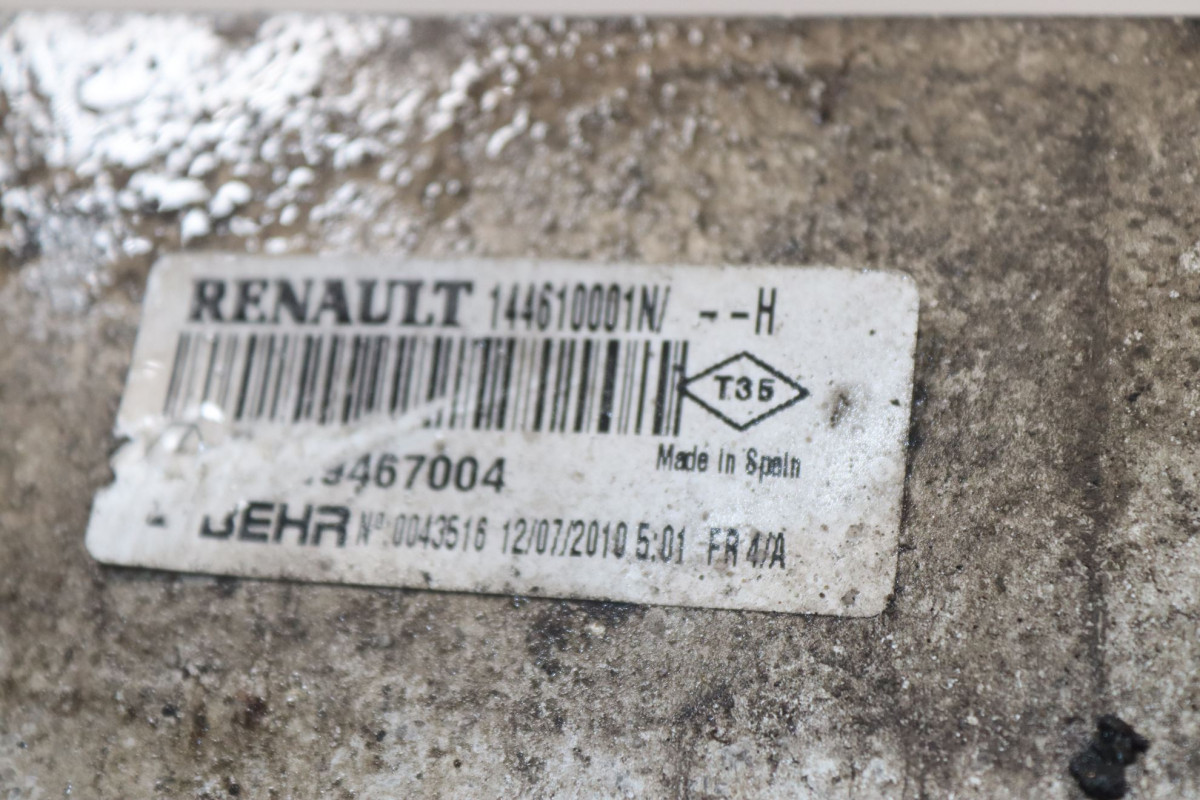 RENAULT 144610001N/ --H
T35
Made in Spain
9467004
BEHR Nº 0043516 12/07/2010 5:01 FR 4/A